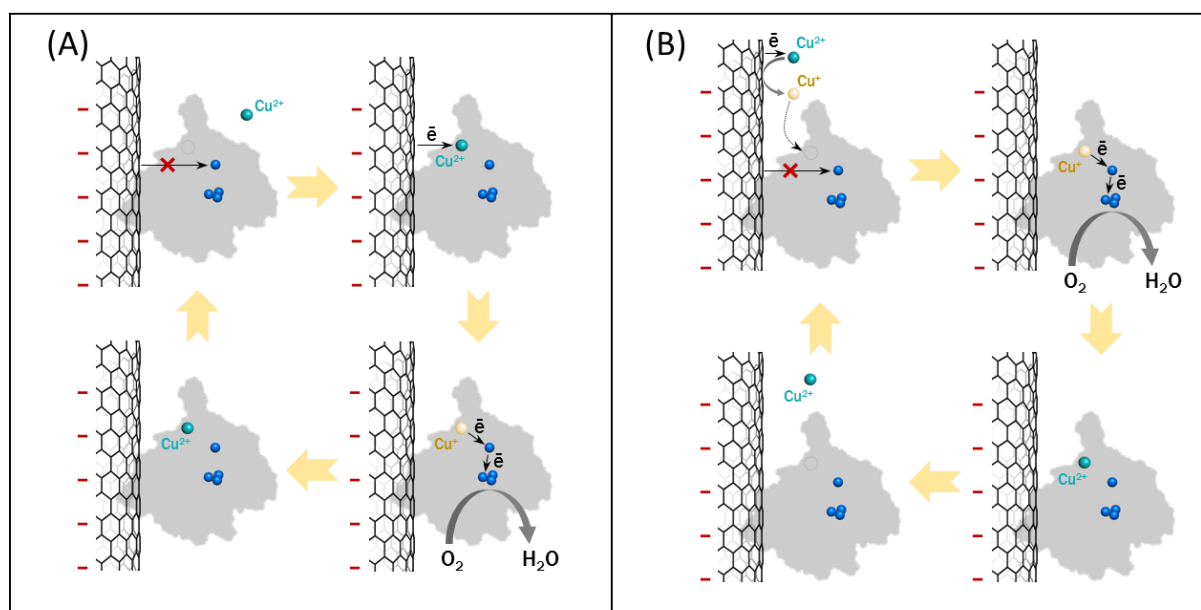 (A)
Cu²⁺
ē
Cu²⁺
Cu²⁺
Cu⁺
ē
ē
O₂
H₂O
(B)
ē
Cu²⁺
Cu⁺
Cu⁺
ē
ē
O₂
H₂O
Cu²⁺
Cu²⁺